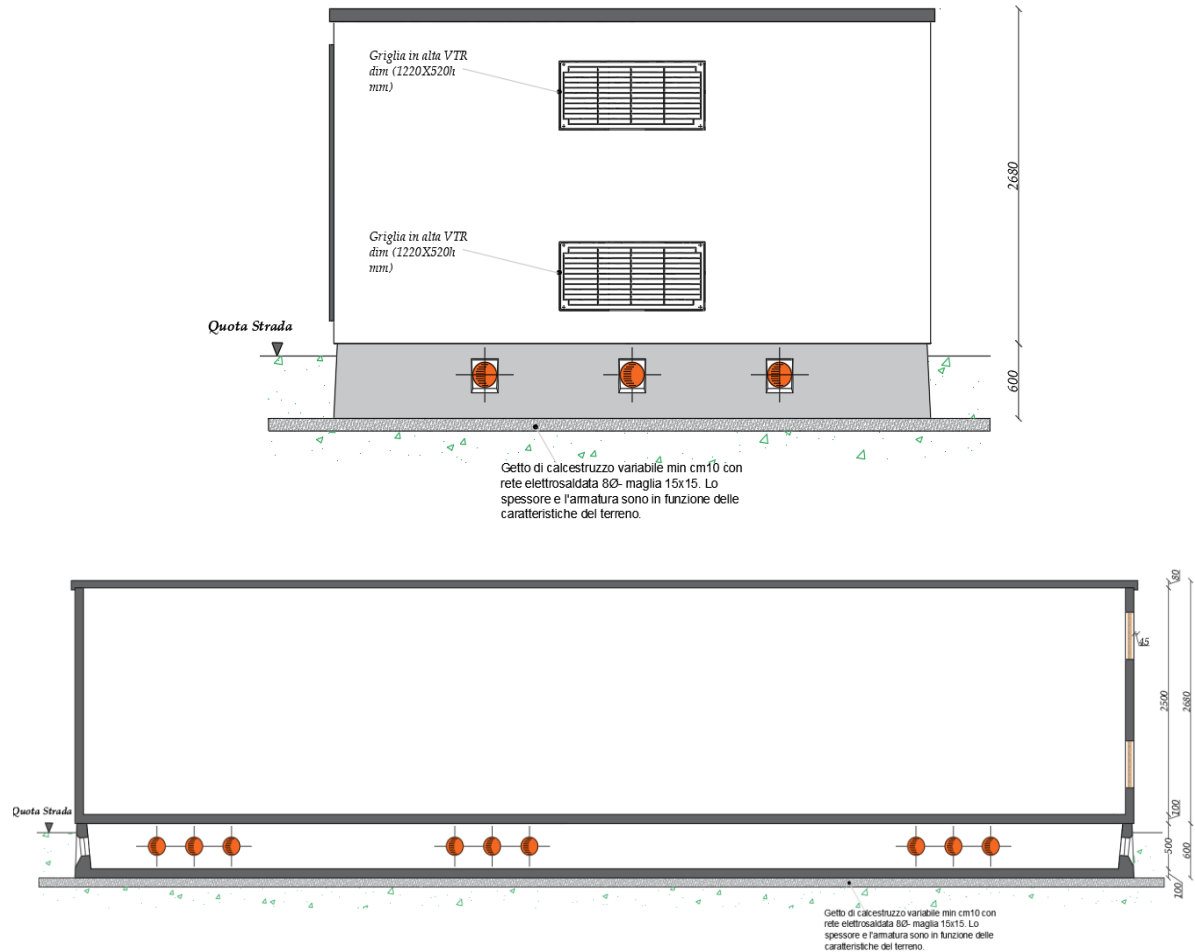 Griglia in alta VTR
dim (1220X520h
mm)
2680
Griglia in alta VTR
dim (1220X520h
mm)
Quota Strada
600
Getto di calcestruzzo variabile min cm10 con
rete elettrosaldata 8Ø- maglia 15x15. Lo
spessore e l'armatura sono in funzione delle
caratteristiche del terreno.
80
45
2500
2680
Quota Strada
100
500
600
100
Getto di calcestruzzo variabile min cm10 con
rete elettrosaldata 8Ø- maglia 15x15. Lo
spessore e l'armatura sono in funzione delle
caratteristiche del terreno.